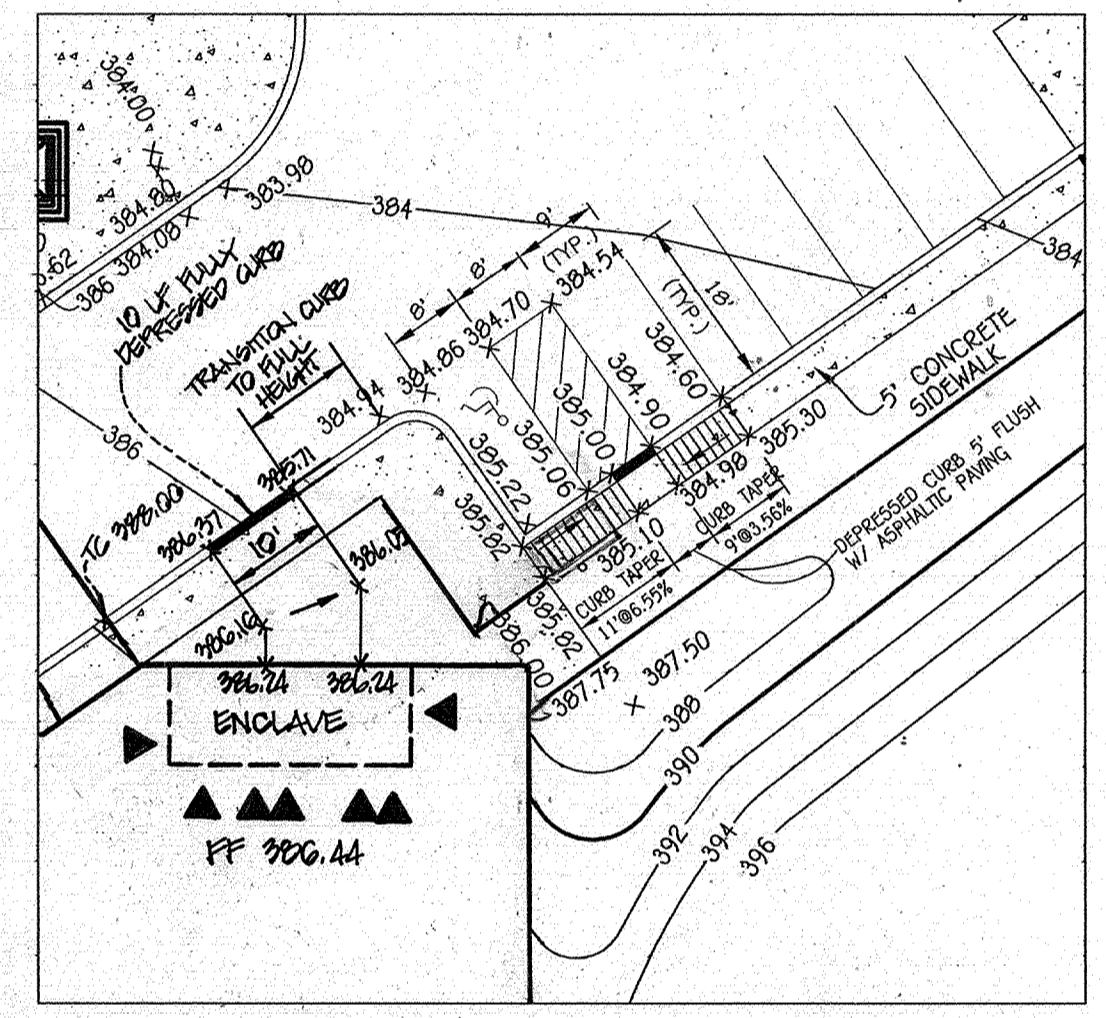 384.00
384.80
383.98
384.08
386
384
384
10 LF FULLY
DEPRESSED CURB
TRANSITION CURB
TO FULL
HEIGHT
8'
8'
9'
(TYP.)
18'
(TYP.)
384.94
384.86
384.70
384.54
384.60
384.90
385.00
385.06
385.22
385.82
386
TC 388.00
386.37
385.71
10'
386.16
386.24
386.24
ENCLAVE
FF 386.44
385.10
384.98
385.30
5' CONCRETE
SIDEWALK
CURB TAPER
9'@3.56%
CURB TAPER
11'@6.55%
DEPRESSED CURB 5' FLUSH
W/ ASPHALTIC PAVING
385.82
386.00
387.75
387.50
388
390
392
394
396